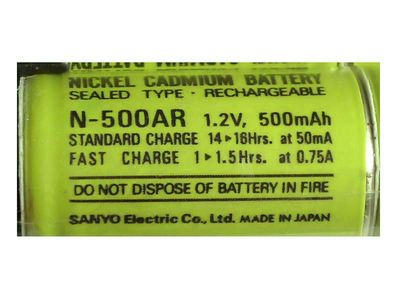 NICKEL CADMIUM BATTERY
SEALED TYPE · RECHARGEABLE
N-500AR 1.2V, 500mAh
STANDARD CHARGE 14▸16Hrs. at 50mA
FAST CHARGE 1▸1.5Hrs. at 0.75A
DO NOT DISPOSE OF BATTERY IN FIRE
SANYO Electric Co., Ltd. MADE IN JAPAN